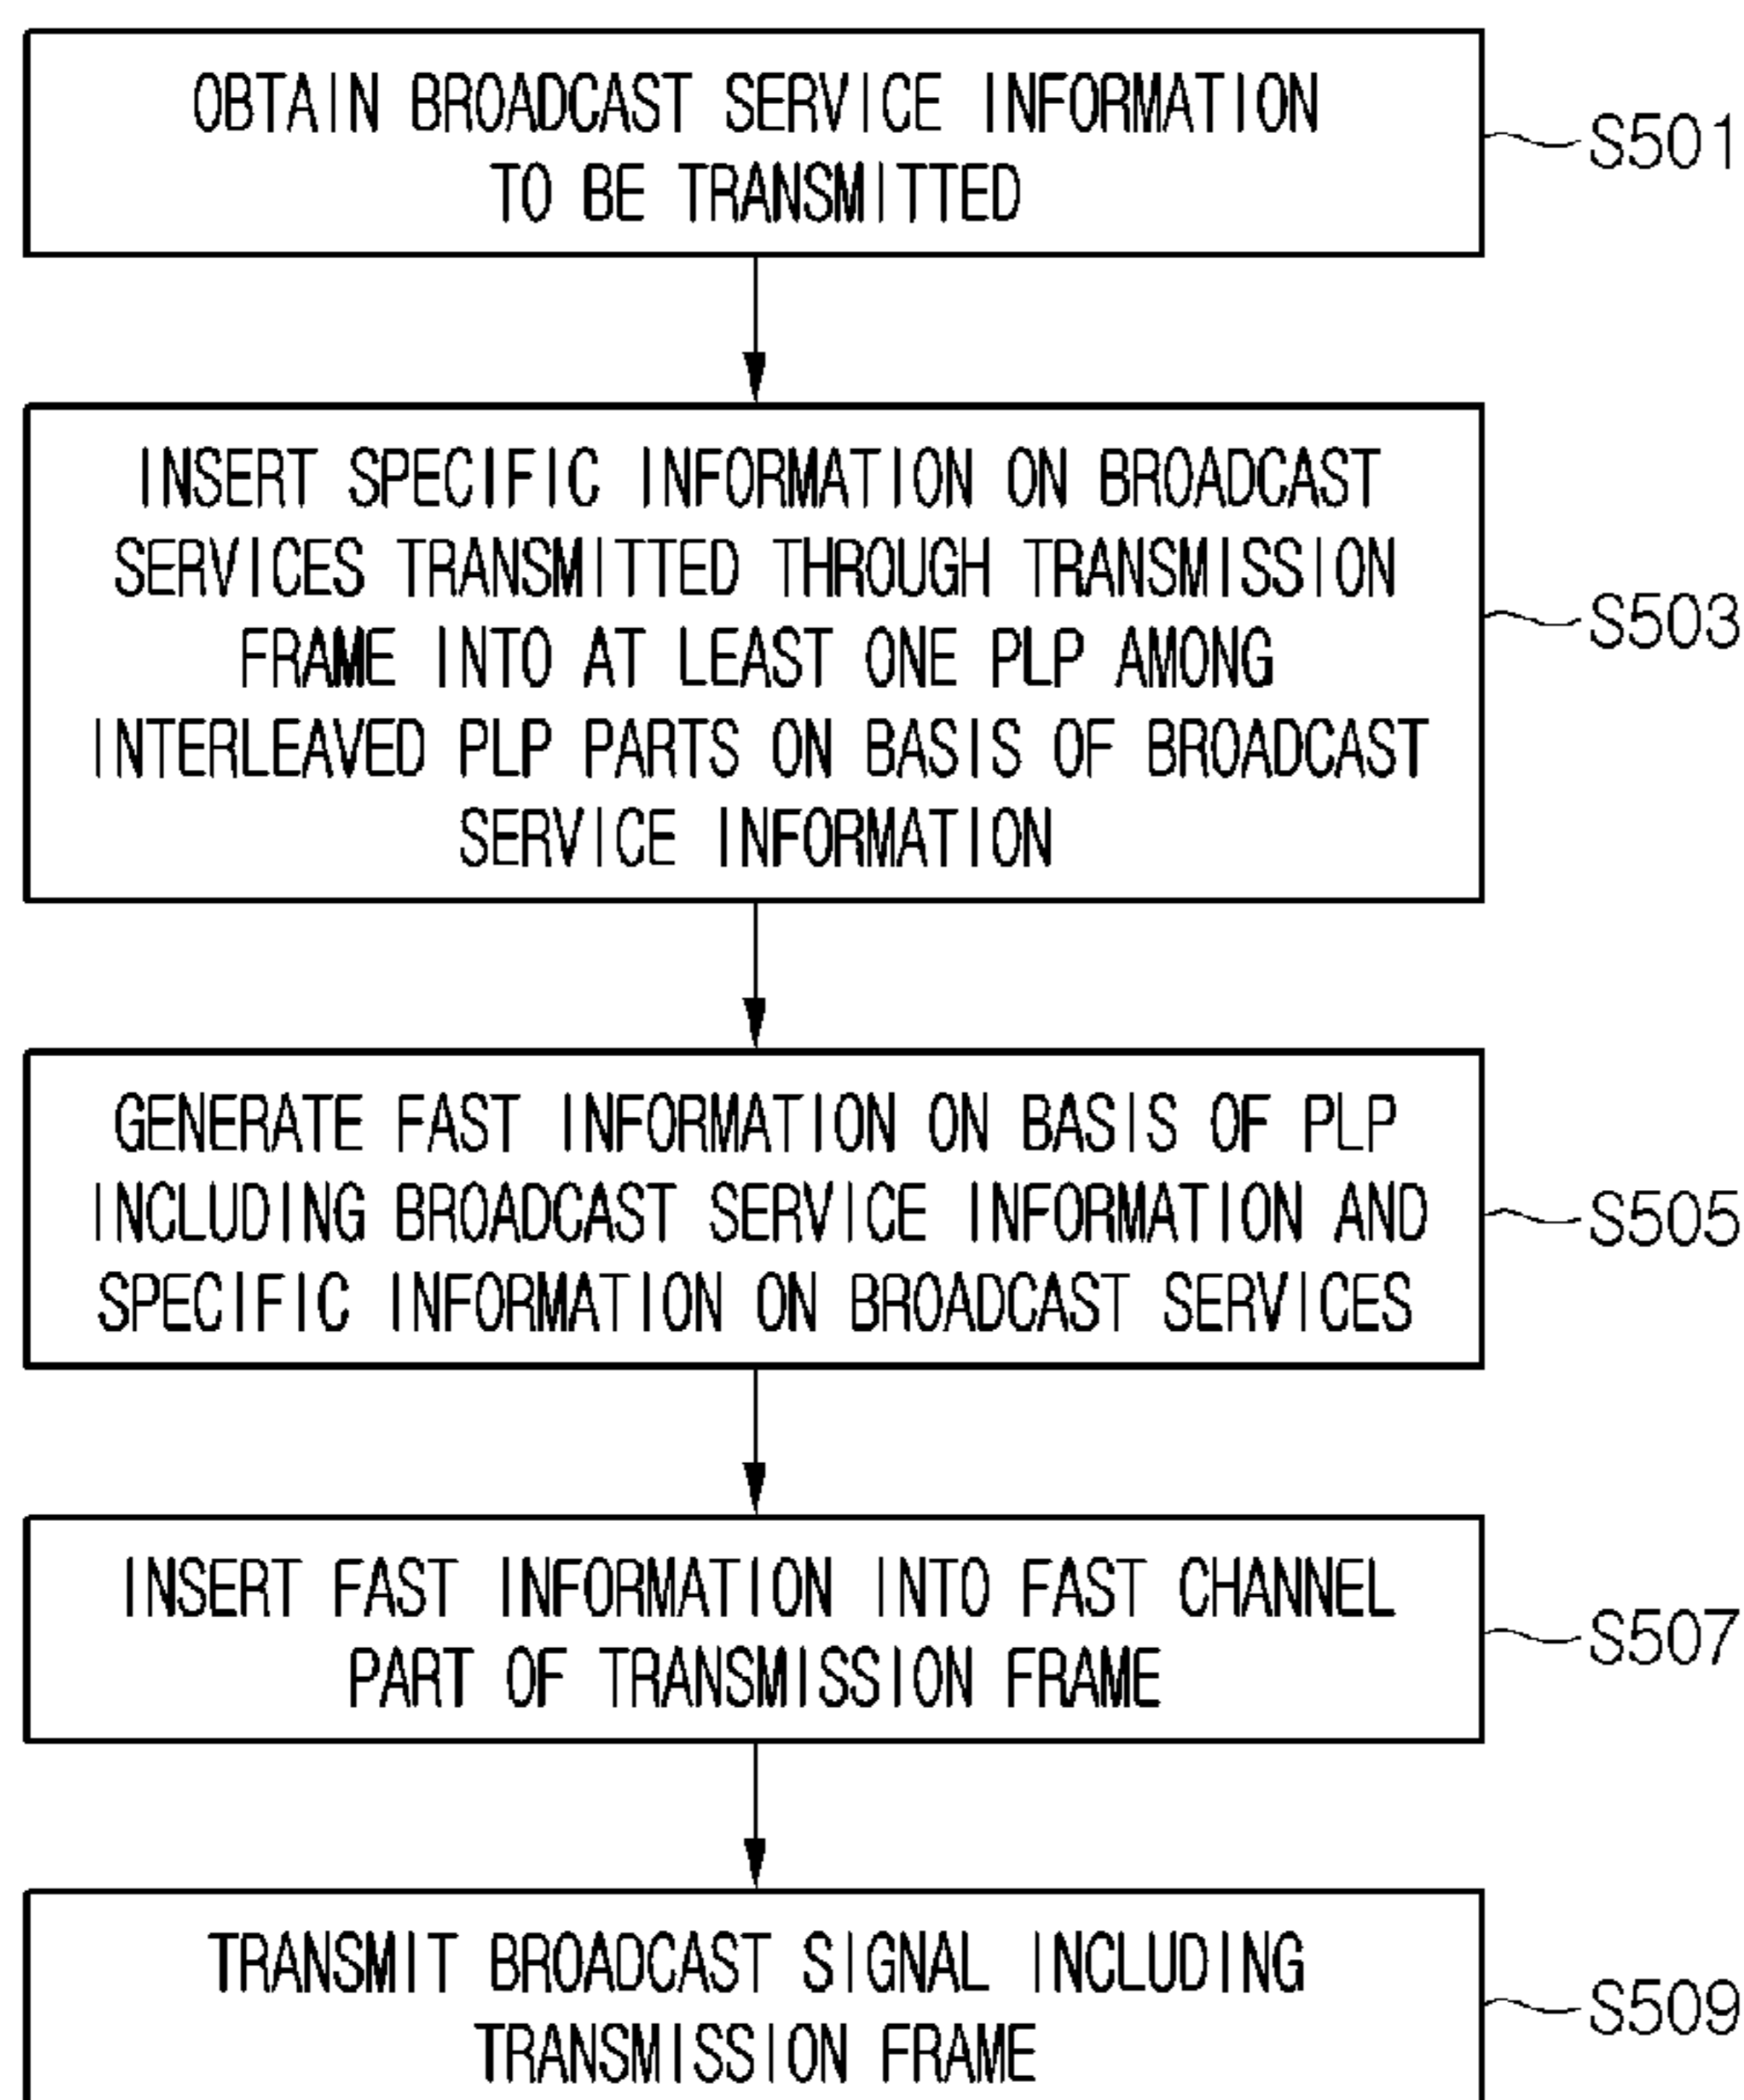 OBTAIN BROADCAST SERVICE INFORMATION
TO BE TRANSMITTED
S501
INSERT SPECIFIC INFORMATION ON BROADCAST
SERVICES TRANSMITTED THROUGH TRANSMISSION
FRAME INTO AT LEAST ONE PLP AMONG
INTERLEAVED PLP PARTS ON BASIS OF BROADCAST
SERVICE INFORMATION
S503
GENERATE FAST INFORMATION ON BASIS OF PLP
INCLUDING BROADCAST SERVICE INFORMATION AND
SPECIFIC INFORMATION ON BROADCAST SERVICES
S505
INSERT FAST INFORMATION INTO FAST CHANNEL
PART OF TRANSMISSION FRAME
S507
TRANSMIT BROADCAST SIGNAL INCLUDING
TRANSMISSION FRAME
S509